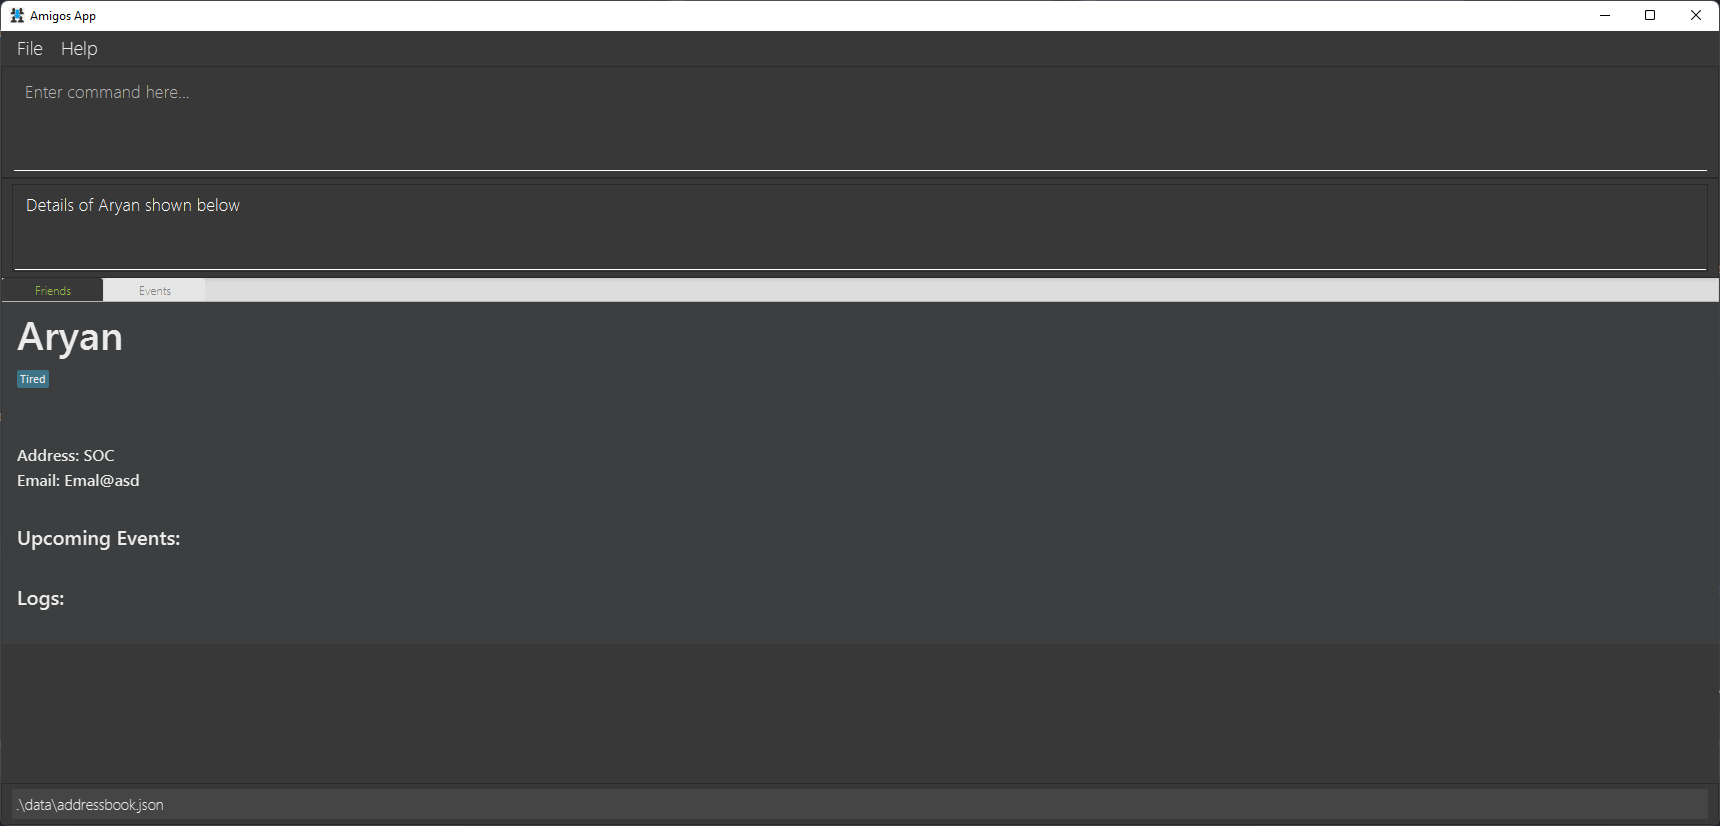 Amigos App
File Help
Enter command here...
Details of Aryan shown below
Friends Events
Aryan
Tired
Address: SOC
Email: Emal@asd
Upcoming Events:
Logs:
.\data\addressbook.json